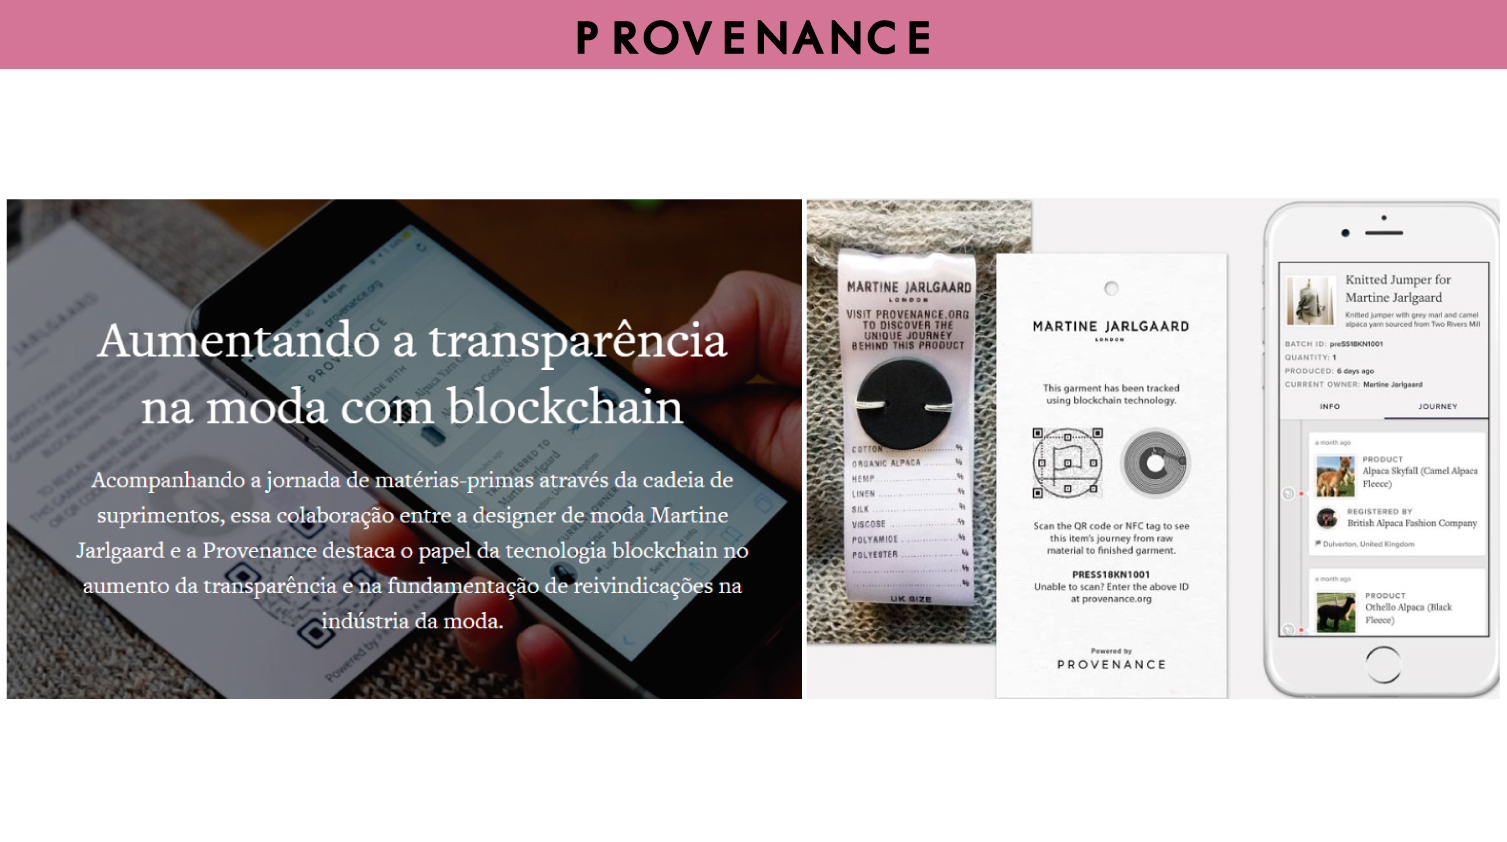 PROVENANCE
Aumentando a transparência
na moda com blockchain
Acompanhando a jornada de matérias-primas através da cadeia de
suprimentos, essa colaboração entre a designer de moda Martine
Jarlgaard e a Provenance destaca o papel da tecnologia blockchain no
aumento da transparência e na fundamentação de reivindicações na
indústria da moda.
MARTINE JARLGAARD
LONDON
VISIT PROVENANCE.ORG
TO DISCOVER THE
UNIQUE JOURNEY
BEHIND THIS PRODUCT
COTTON %
ORGANIC ALPACA %
HEMP %
LINEN %
SILK %
VISCOSE %
POLYAMIDE %
POLYESTER %
%
%
UK SIZE
MARTINE JARLGAARD
LONDON
This garment has been tracked
using blockchain technology.
Scan the QR code or NFC tag to see
this item's journey from raw
material to finished garment.
PRESS18KN1001
Unable to scan? Enter the above ID
at provenance.org
Powered by
PROVENANCE
Knitted Jumper for
Martine Jarlgaard
Knitted jumper with grey marl and camel
alpaca yarn sourced from Two Rivers Mill
BATCH ID: preSS18KN1001
QUANTITY: 1
PRODUCED: 6 days ago
CURRENT OWNER: Martine Jarlgaard
INFO JOURNEY
a month ago
PRODUCT
Alpaca Skyfall (Camel Alpaca
Fleece)
REGISTERED BY
British Alpaca Fashion Company
Dulverton, United Kingdom
a month ago
PRODUCT
Othello Alpaca (Black
Fleece)